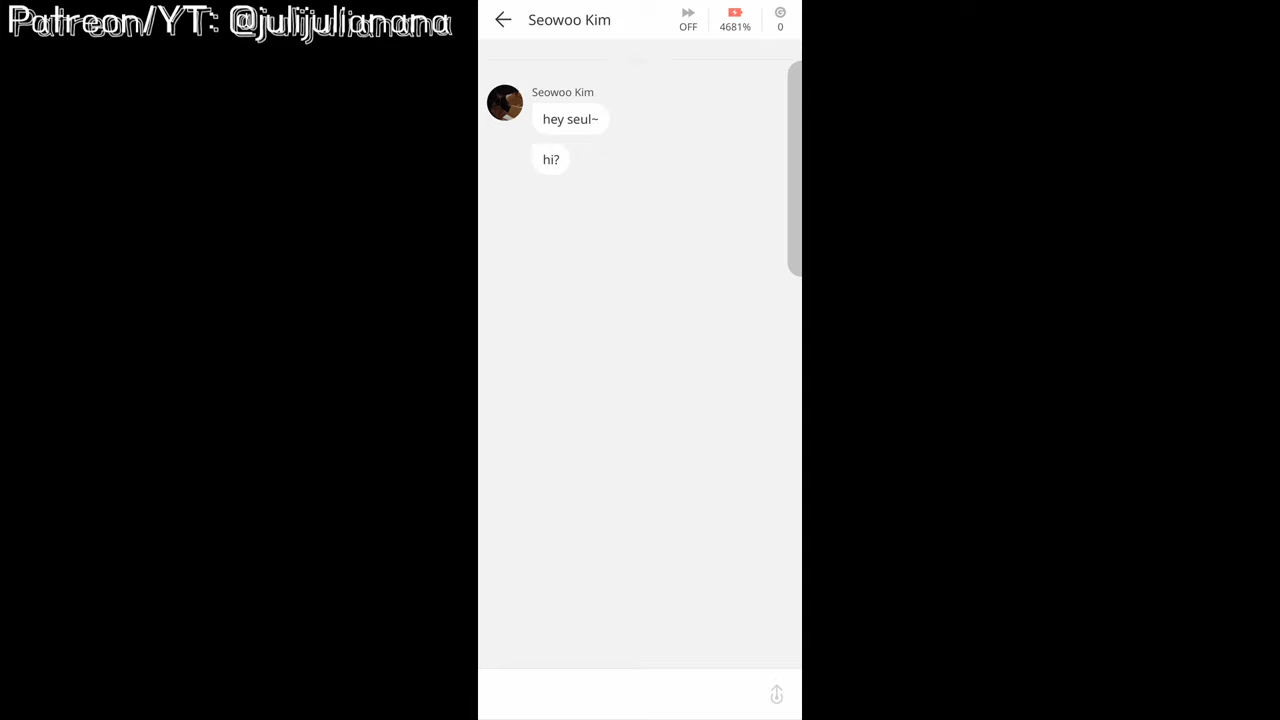 Patreon/YT: @julijulianana
Seowoo Kim
OFF
4681%
0
Seowoo Kim
hey seul~
hi?